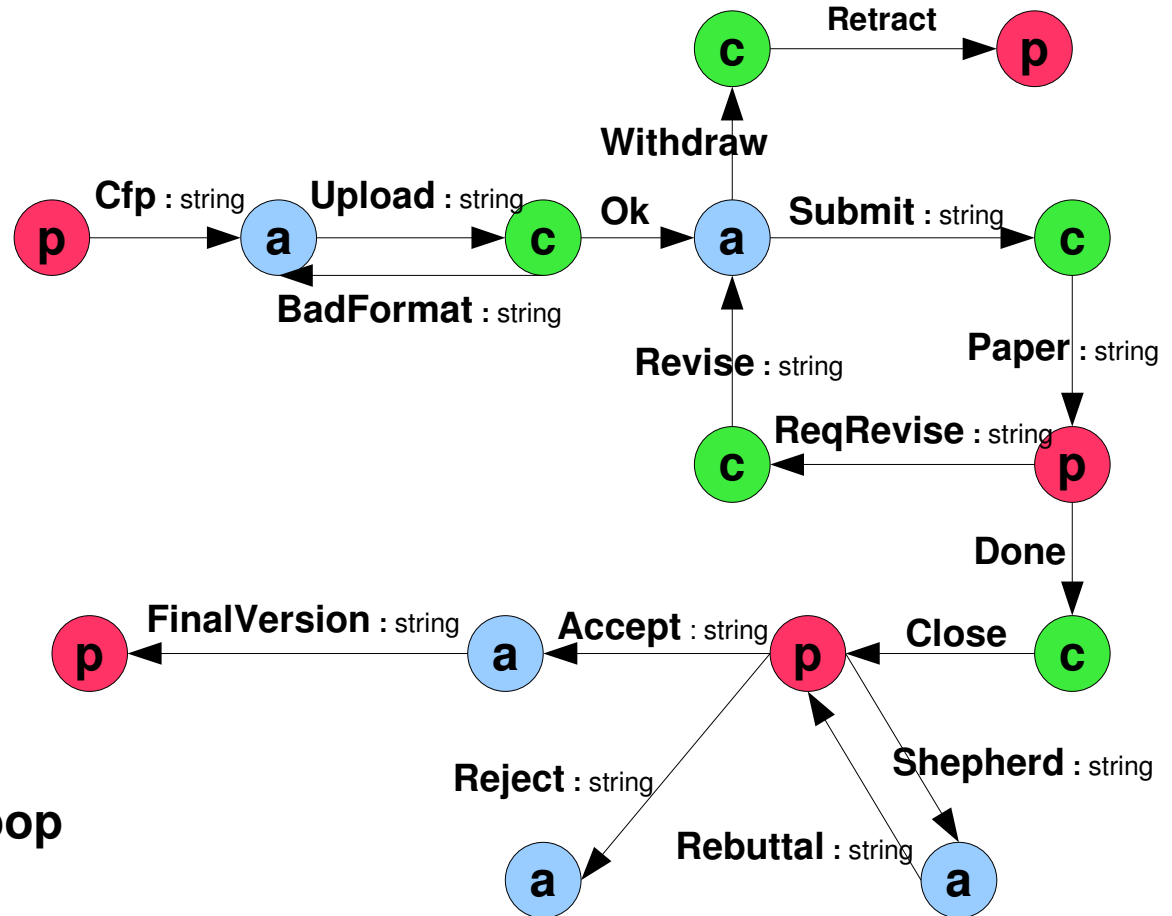 c Retract p
Withdraw
p Cfp : string a Upload : string c Ok a Submit : string c
BadFormat : string
Revise : string Paper : string
c ReqRevise : string p
Done
p FinalVersion : string a Accept : string p Close c
Reject : string Shepherd : string
oop
Rebuttal : string
a a